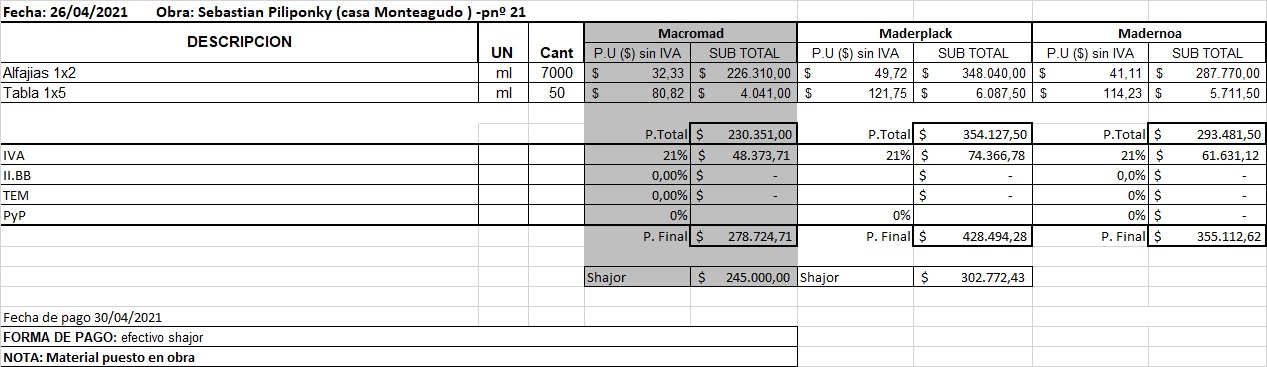 Fecha: 26/04/2021 Obra: Sebastian Piliponky (casa Monteagudo ) -pnº 21
DESCRIPCION UN Cant Macromad Maderplack Madernoa
P.U ($) sin IVA SUB TOTAL P.U ($) sin IVA SUB TOTAL P.U ($) sin IVA SUB TOTAL
Alfajias 1x2 ml 7000 $ 32,33 $ 226.310,00 $ 49,72 $ 348.040,00 $ 41,11 $ 287.770,00
Tabla 1x5 ml 50 $ 80,82 $ 4.041,00 $ 121,75 $ 6.087,50 $ 114,23 $ 5.711,50
P.Total $ 230.351,00 P.Total $ 354.127,50 P.Total $ 293.481,50
IVA 21% $ 48.373,71 21% $ 74.366,78 21% $ 61.631,12
II.BB 0,00% $ - $ - 0,0% $ -
TEM 0,00% $ - $ - 0% $ -
PyP 0% 0% 0% $ -
P. Final $ 278.724,71 P. Final $ 428.494,28 P. Final $ 355.112,62
Shajor $ 245.000,00 Shajor $ 302.772,43
Fecha de pago 30/04/2021
FORMA DE PAGO: efectivo shajor
NOTA: Material puesto en obra